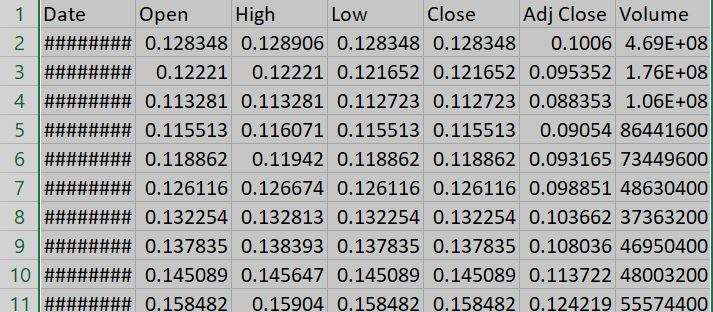 1 Date Open High Low Close Adj Close Volume
2 ######## 0.128348 0.128906 0.128348 0.128348 0.1006 4.69E+08
3 ######## 0.12221 0.12221 0.121652 0.121652 0.095352 1.76E+08
4 ######## 0.113281 0.113281 0.112723 0.112723 0.088353 1.06E+08
5 ######## 0.115513 0.116071 0.115513 0.115513 0.09054 86441600
6 ######## 0.118862 0.11942 0.118862 0.118862 0.093165 73449600
7 ######## 0.126116 0.126674 0.126116 0.126116 0.098851 48630400
8 ######## 0.132254 0.132813 0.132254 0.132254 0.103662 37363200
9 ######## 0.137835 0.138393 0.137835 0.137835 0.108036 46950400
10 ######## 0.145089 0.145647 0.145089 0.145089 0.113722 48003200
11 ######## 0.158482 0.15904 0.158482 0.158482 0.124219 55574400